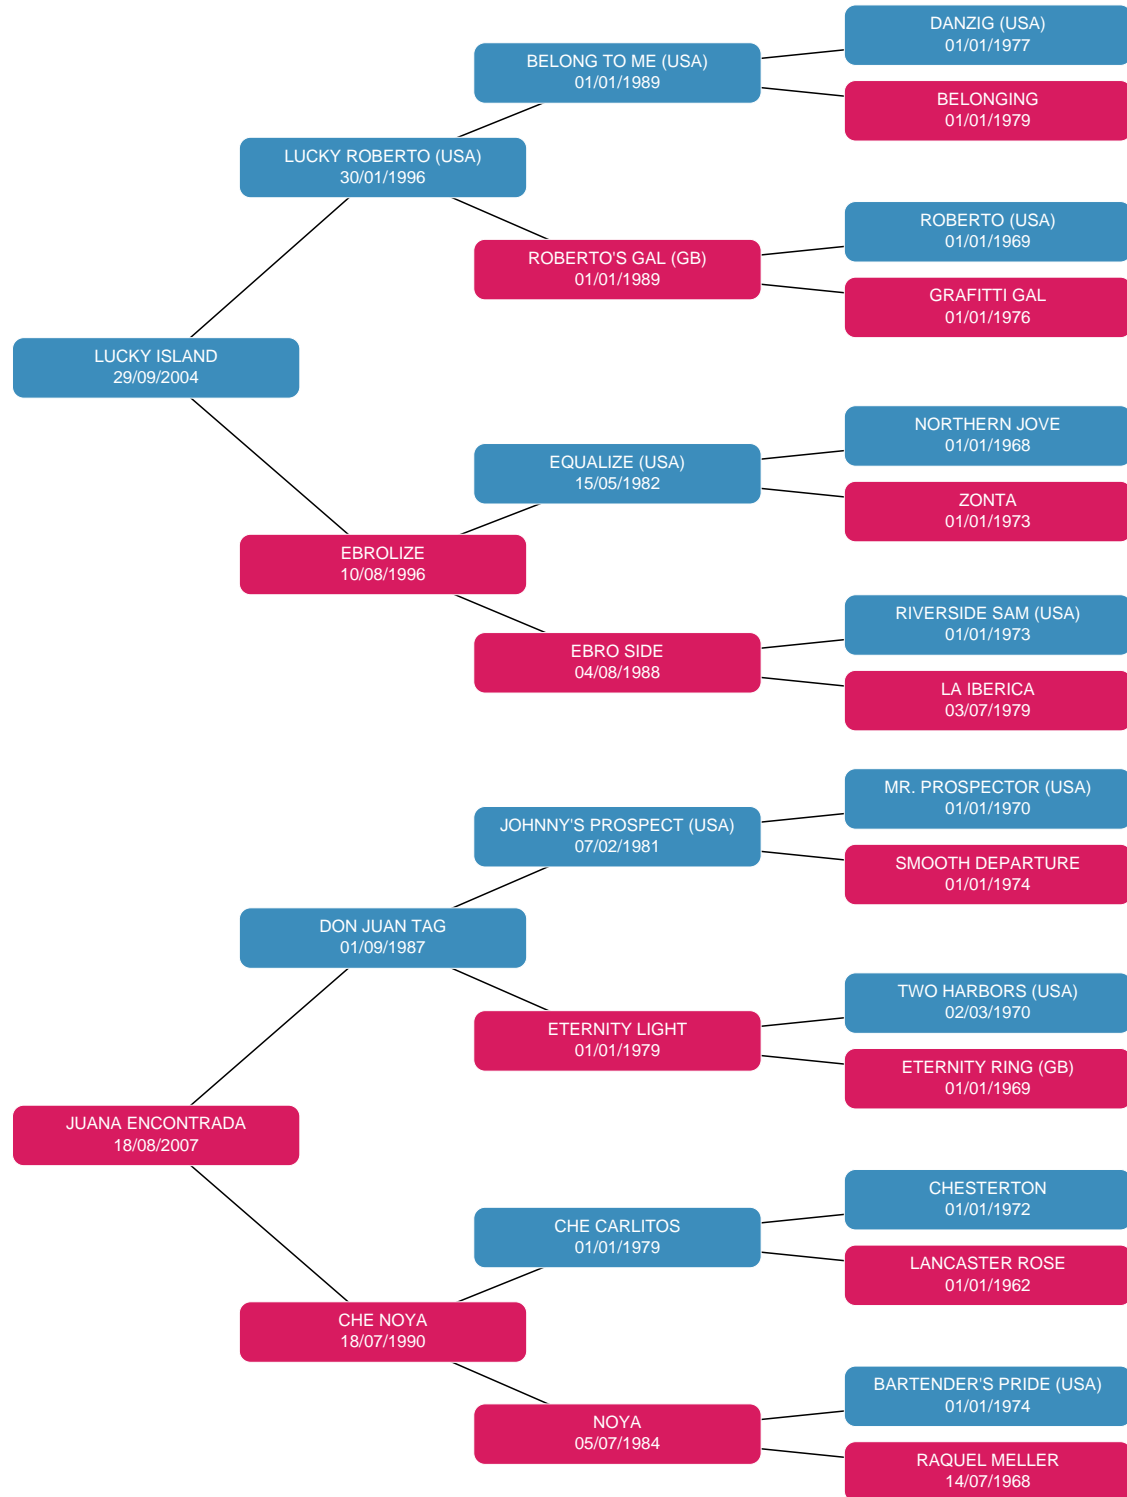 DANZIG (USA)
01/01/1977
BELONG TO ME (USA)
01/01/1989
BELONGING
01/01/1979
LUCKY ROBERTO (USA)
30/01/1996
ROBERTO (USA)
01/01/1969
ROBERTO'S GAL (GB)
01/01/1989
GRAFITTI GAL
01/01/1976
LUCKY ISLAND
29/09/2004
NORTHERN JOVE
01/01/1968
EQUALIZE (USA)
15/05/1982
ZONTA
01/01/1973
EBROLIZE
10/08/1996
RIVERSIDE SAM (USA)
01/01/1973
EBRO SIDE
04/08/1988
LA IBERICA
03/07/1979
MR. PROSPECTOR (USA)
01/01/1970
JOHNNY'S PROSPECT (USA)
07/02/1981
SMOOTH DEPARTURE
01/01/1974
DON JUAN TAG
01/09/1987
TWO HARBORS (USA)
02/03/1970
ETERNITY LIGHT
01/01/1979
ETERNITY RING (GB)
01/01/1969
JUANA ENCONTRADA
18/08/2007
CHESTERTON
01/01/1972
CHE CARLITOS
01/01/1979
LANCASTER ROSE
01/01/1962
CHE NOYA
18/07/1990
BARTENDER'S PRIDE (USA)
01/01/1974
NOYA
05/07/1984
RAQUEL MELLER
14/07/1968